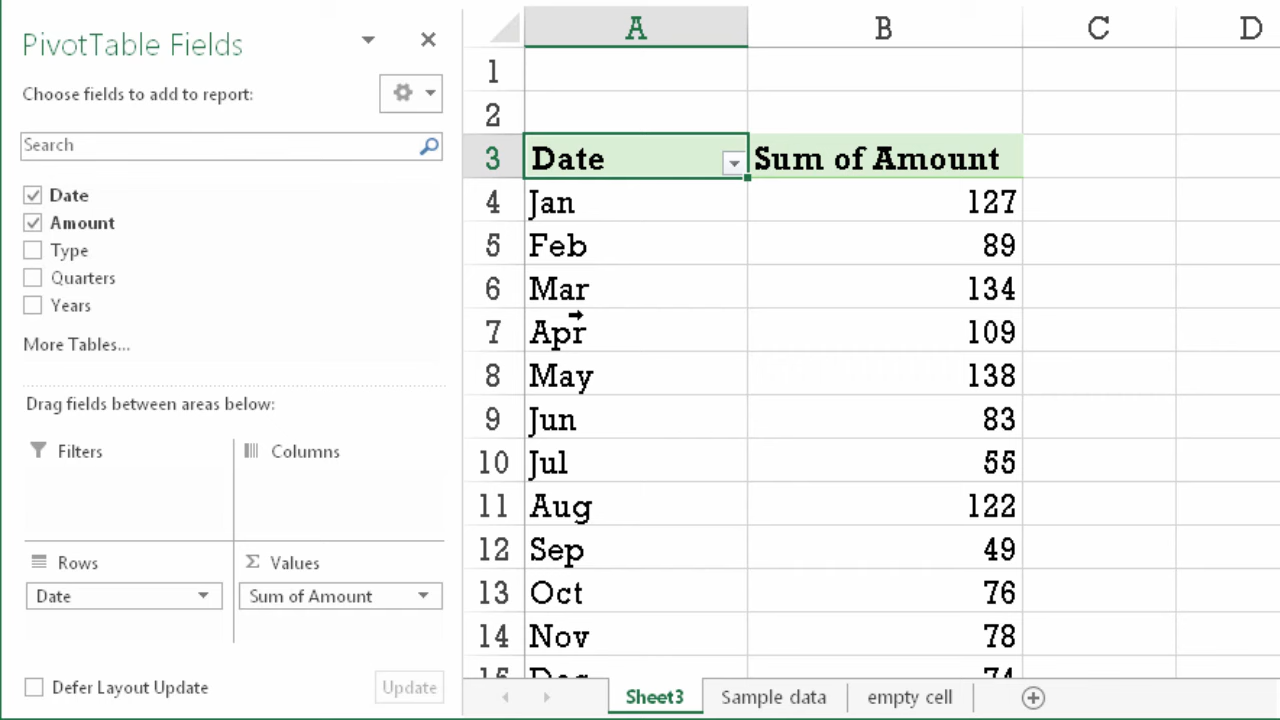 PivotTable Fields
Choose fields to add to report:
Search
Date
Amount
Type
Quarters
Years
More Tables...
Drag fields between areas below:
Filters
Columns
Rows
Σ Values
Date
Sum of Amount
Defer Layout Update
Update
A B C D
1
2
3 Date Sum of Amount
4 Jan 127
5 Feb 89
6 Mar 134
7 Apr 109
8 May 138
9 Jun 83
10 Jul 55
11 Aug 122
12 Sep 49
13 Oct 76
14 Nov 78
15 Dec 74
Sheet3 Sample data empty cell